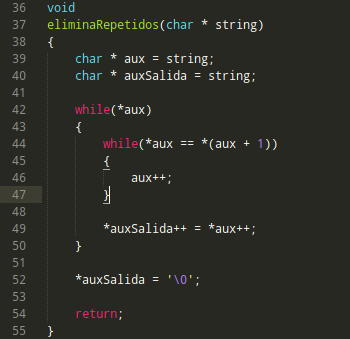 36 void
37 eliminaRepetidos(char * string)
38 {
39     char * aux = string;
40     char * auxSalida = string;
41
42     while(*aux)
43     {
44         while(*aux == *(aux + 1))
45         {
46             aux++;
47         }
48
49         *auxSalida++ = *aux++;
50     }
51
52     *auxSalida = '\0';
53
54     return;
55 }